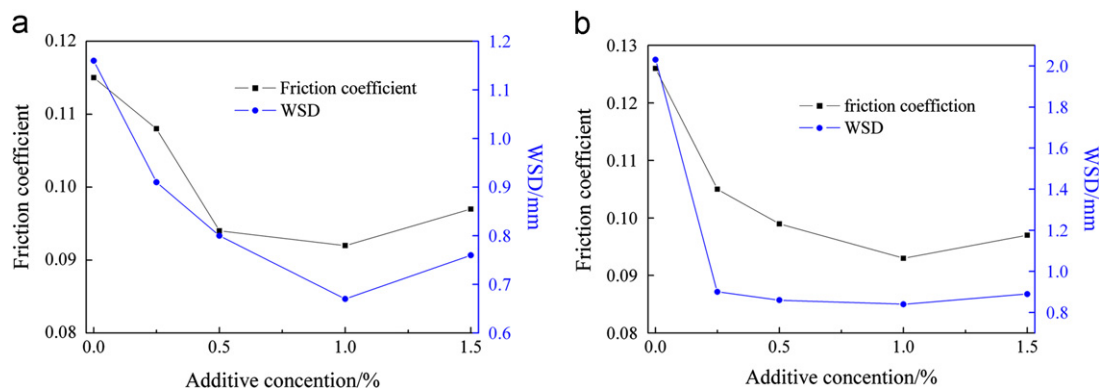 a
0.12
0.11
0.10
0.09
0.08
Friction coefficient
Friction coefficient
WSD
1.2
1.1
1.0
0.9
0.8
0.7
0.6
WSD/mm
0.0
0.5
1.0
1.5
Additive concention/%
b
0.13
0.12
0.11
0.10
0.09
0.08
Friction coefficient
friction coeffiction
WSD
2.0
1.8
1.6
1.4
1.2
1.0
0.8
WSD/mm
0.0
0.5
1.0
1.5
Additive concention/%